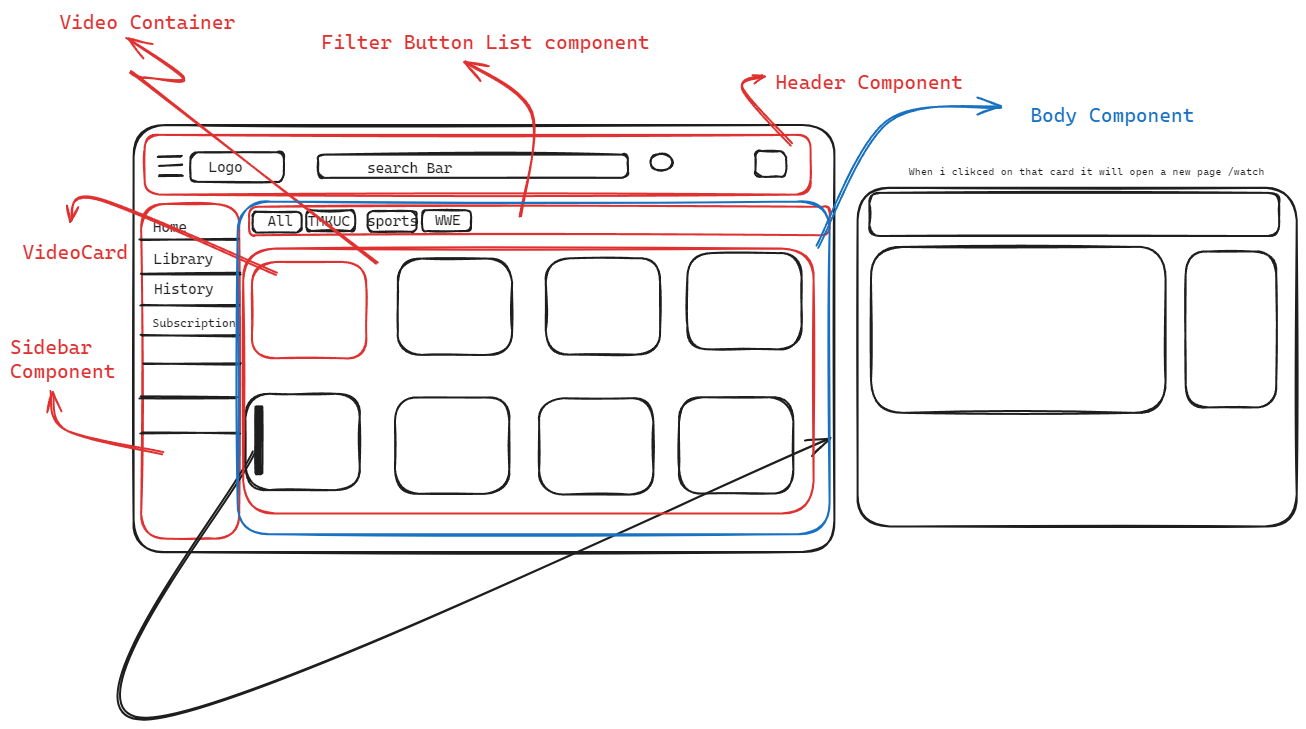 Video Container
Filter Button List component
Header Component
Body Component
When i clikced on that card it will open a new page /watch
Logo
search Bar
All
TMKUC
sports
WWE
Home
VideoCard
Library
History
Subscription
Sidebar
Component